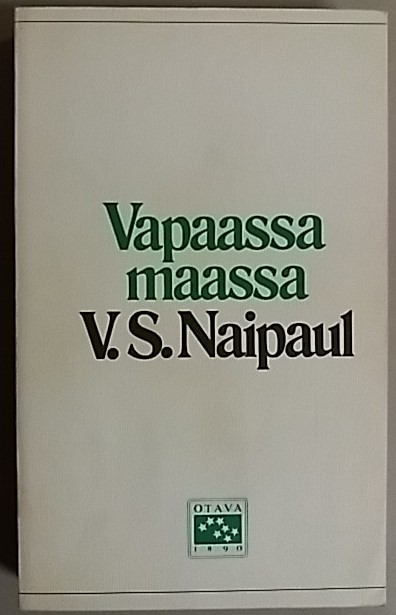 Vapaassa
maassa
V. S. Naipaul
OTAVA
1890